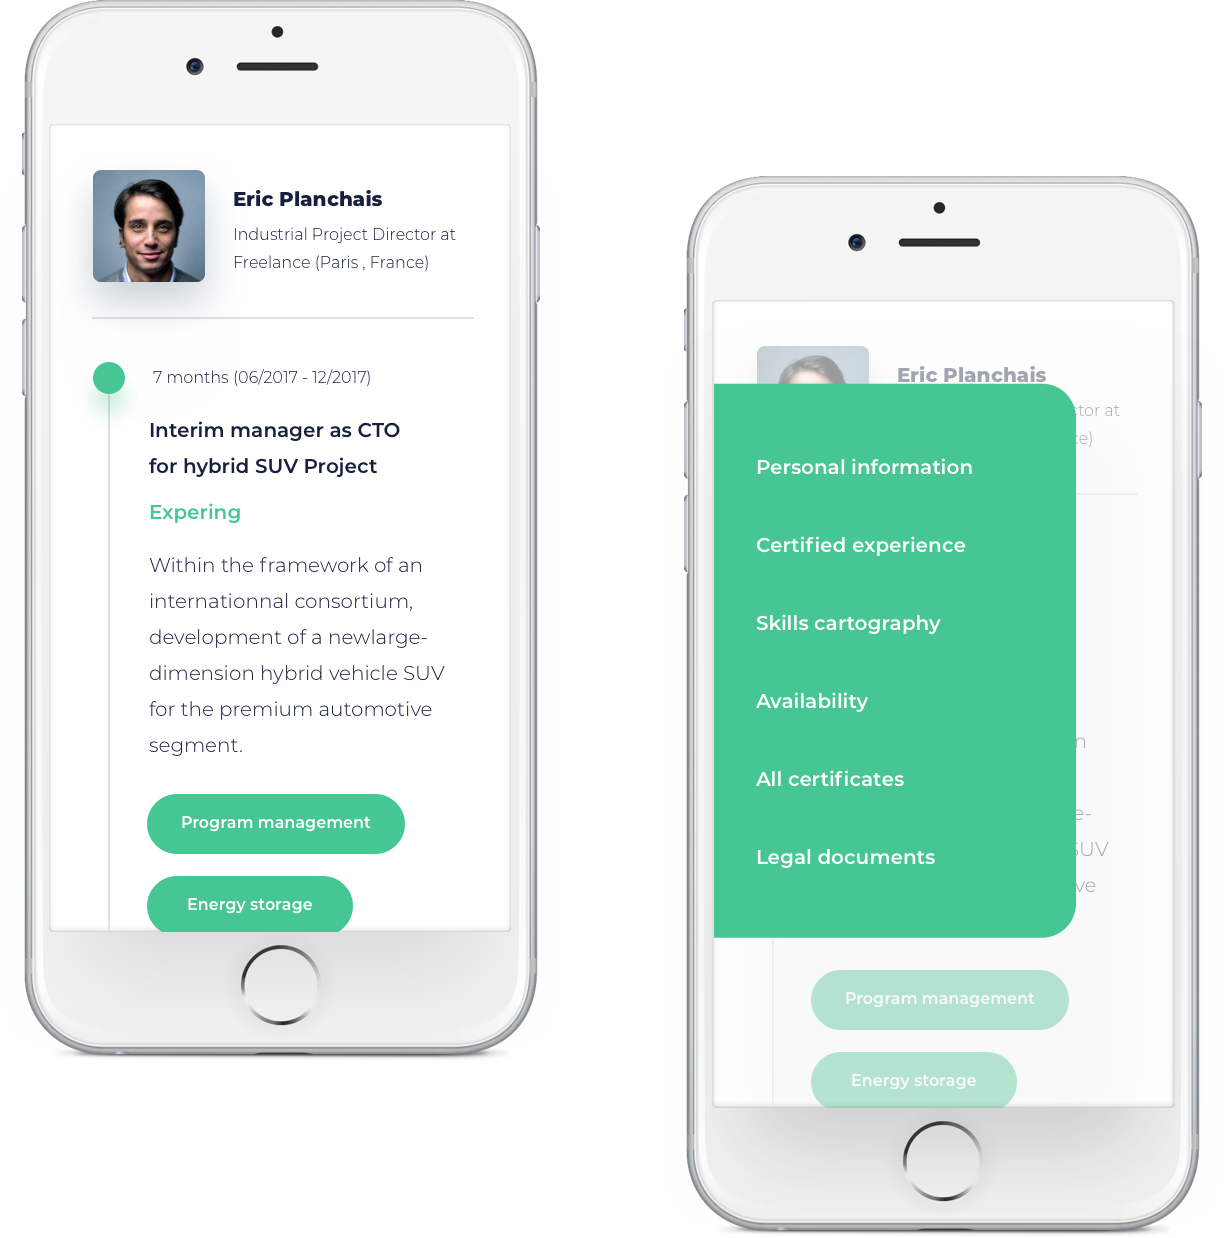 Eric Planchais
Industrial Project Director at
Freelance (Paris , France)
7 months (06/2017 - 12/2017)
Interim manager as CTO
for hybrid SUV Project
Expering
Within the framework of an
internationnal consortium,
development of a newlarge-
dimension hybrid vehicle SUV
for the premium automotive
segment.
Program management
Energy storage
Eric Planchais
ctor at
ce)
Personal information
Certified experience
Skills cartography
Availability
n
All certificates
e-
SUV
Legal documents
ve
Program management
Energy storage